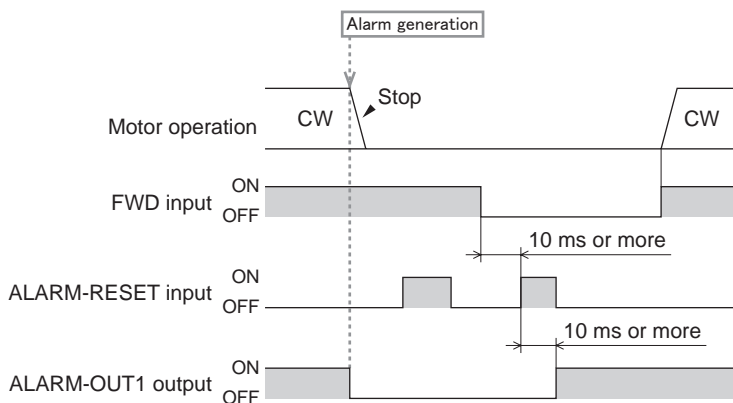 Alarm generation
Stop
Motor operation
CW
CW
FWD input
ON
OFF
10 ms or more
ALARM-RESET input
ON
OFF
10 ms or more
ALARM-OUT1 output
ON
OFF